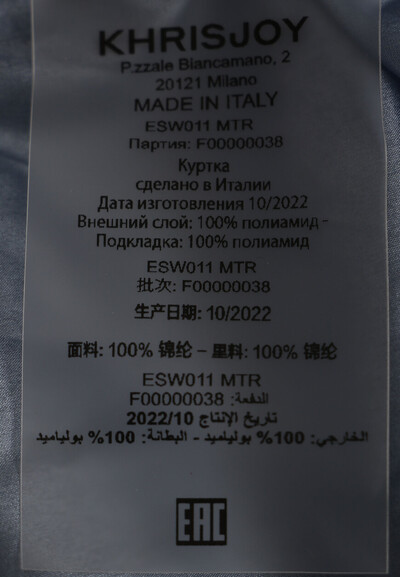 KHRISJOY
P.zzale Biancamano, 2
20121 Milano
MADE IN ITALY
ESW011 MTR
Партия: F00000038
Куртка
сделано в Италии
Дата изготовления 10/2022
Внешний слой: 100% полиамид-
Подкладка: 100% полиамид
ESW011 MTR
批次: F00000038
生产日期: 10/2022
面料: 100% 锦纶 – 里料: 100% 锦纶
ESW011 MTR
الدفعة: F00000038
تاريخ الإنتاج 2022/10
الخارجي: 100% بوليامید - البطانة: 100% بوليامید
EAC